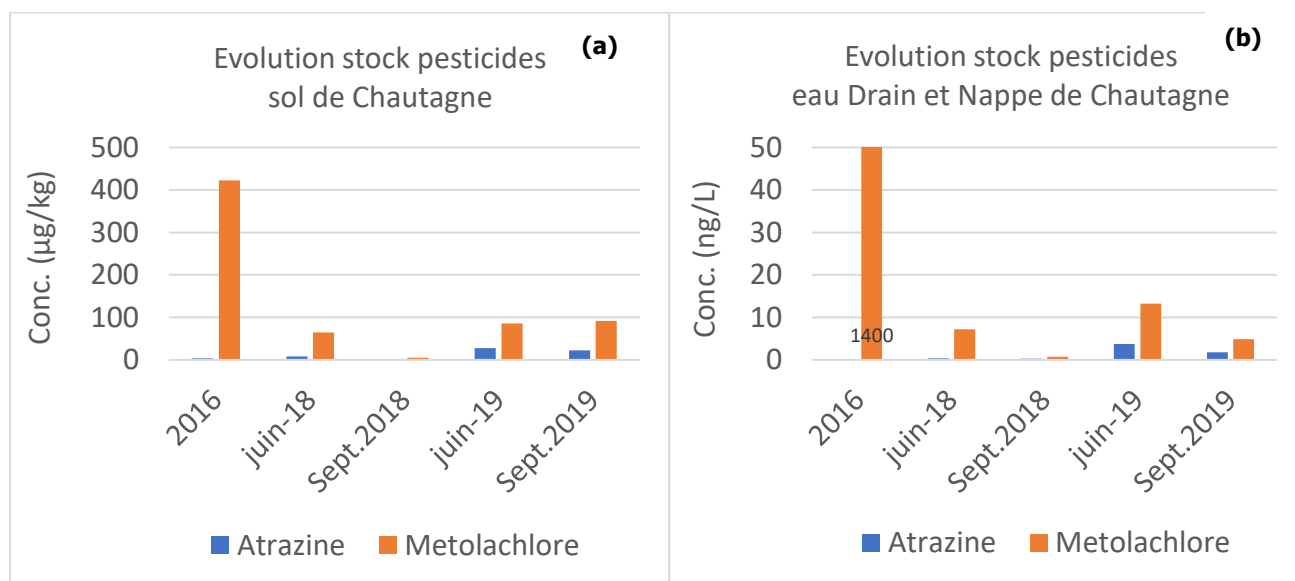 Evolution stock pesticides
sol de Chautagne
(a)
Conc. (µg/kg)
500
400
300
200
100
0
2016
juin-18
Sept.2018
juin-19
Sept.2019
Atrazine
Metolachlore
Evolution stock pesticides
eau Drain et Nappe de Chautagne
(b)
Conc. (ng/L)
50
40
30
20
10
0
1400
2016
juin-18
Sept.2018
juin-19
Sept.2019
Atrazine
Metolachlore